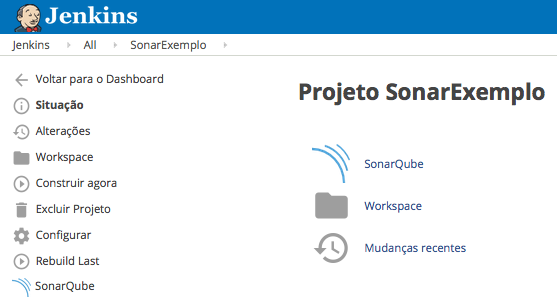 Jenkins
Jenkins All SonarExemplo
Voltar para o Dashboard
Situação
Alterações
Workspace
Construir agora
Excluir Projeto
Configurar
Rebuild Last
SonarQube
Projeto SonarExemplo
SonarQube
Workspace
Mudanças recentes